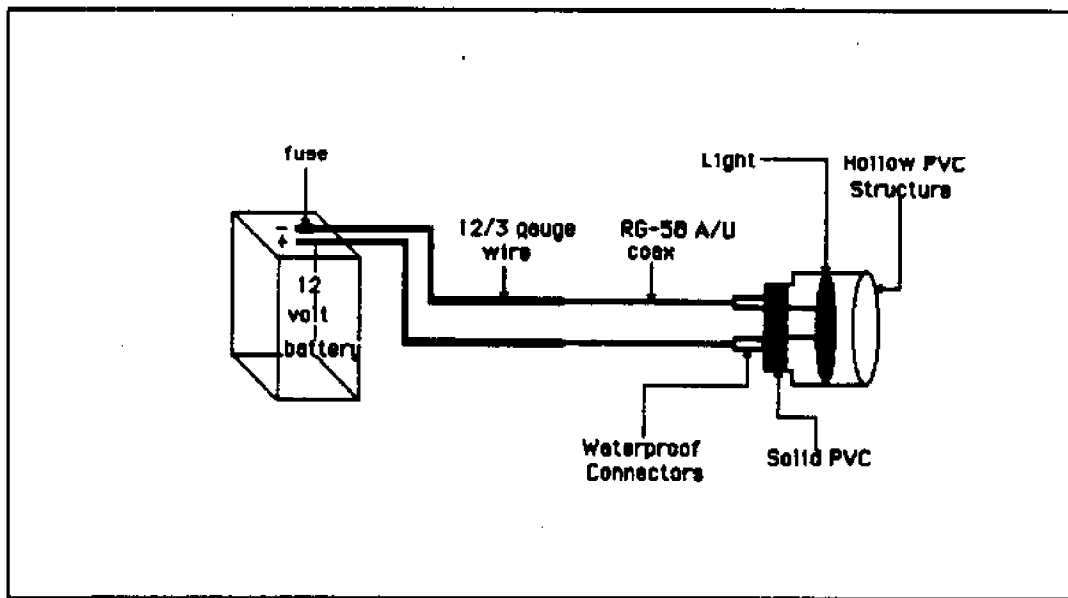 fuse
Light
Hollow PVC
Structure
12/3 gauge
wire
RG-58 A/U
coax
-
+
12
volt
battery
Waterproof
Connectors
Solid PVC